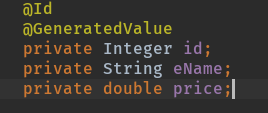 @Id
@GeneratedValue
private Integer id;
private String eName;
private double price;